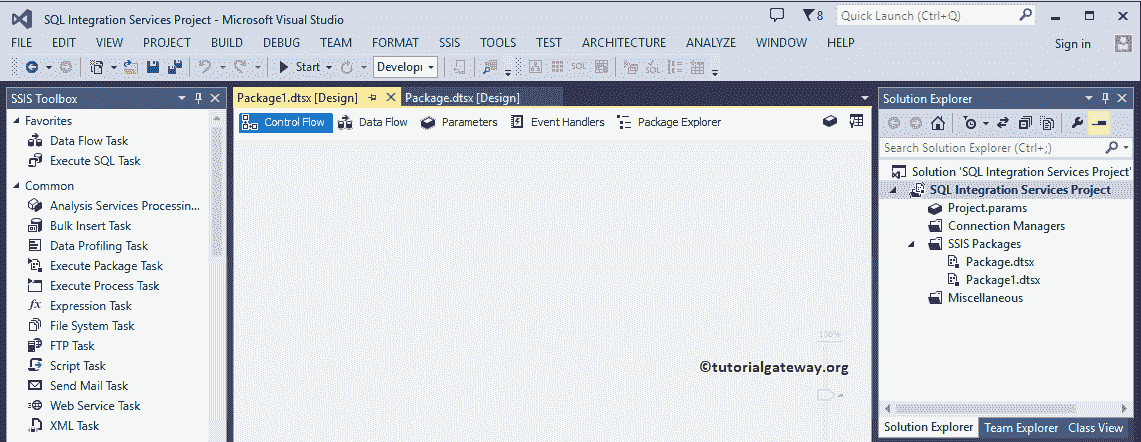 SQL Integration Services Project - Microsoft Visual Studio
8
Quick Launch (Ctrl+Q)
FILE EDIT VIEW PROJECT BUILD DEBUG TEAM FORMAT SSIS TOOLS TEST ARCHITECTURE ANALYZE WINDOW HELP
Sign in
Start
Developi
SQL
SQL
SSIS Toolbox
Favorites
Data Flow Task
Execute SQL Task
Common
Analysis Services Processin...
Bulk Insert Task
Data Profiling Task
Execute Package Task
Execute Process Task
fx Expression Task
File System Task
FTP Task
Script Task
Send Mail Task
Web Service Task
XML Task
Package1.dtsx [Design] Package.dtsx [Design]
Control Flow Data Flow Parameters Event Handlers Package Explorer
100%
©tutorialgateway.org
Solution Explorer
Search Solution Explorer (Ctrl+;)
Solution 'SQL Integration Services Project'
SQL Integration Services Project
Project.params
Connection Managers
SSIS Packages
Package.dtsx
Package1.dtsx
Miscellaneous
Solution Explorer Team Explorer Class View